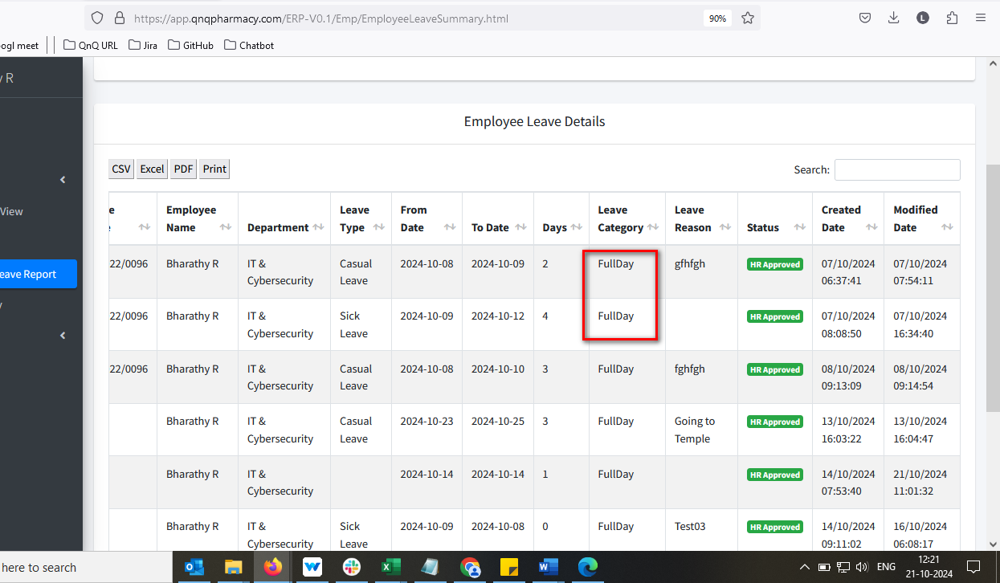 https://app.qnqpharmacy.com/ERP-V0.1/Emp/EmployeeLeaveSummary.html
90%
L
oogl meet
QnQ URL
Jira
GitHub
Chatbot
y R
View
eave Report
y
Employee Leave Details
CSV Excel PDF Print
Search:
e Employee Leave From Leave Leave Created Modified
e Name Department Type Date To Date Days Category Reason Status Date Date
22/0096 Bharathy R IT & Casual 2024-10-08 2024-10-09 2 FullDay gfhfgh HR Approved 07/10/2024 07/10/2024
Cybersecurity Leave 06:37:41 07:54:11
22/0096 Bharathy R IT & Sick 2024-10-09 2024-10-12 4 FullDay HR Approved 07/10/2024 07/10/2024
Cybersecurity Leave 08:08:50 16:34:40
22/0096 Bharathy R IT & Casual 2024-10-08 2024-10-10 3 FullDay fghfgh HR Approved 08/10/2024 08/10/2024
Cybersecurity Leave 09:13:09 09:14:54
Bharathy R IT & Casual 2024-10-23 2024-10-25 3 FullDay Going to HR Approved 13/10/2024 13/10/2024
Cybersecurity Leave Temple 16:03:22 16:04:47
Bharathy R IT & 2024-10-14 2024-10-14 1 FullDay HR Approved 14/10/2024 21/10/2024
Cybersecurity 07:53:40 11:01:32
Bharathy R IT & Sick 2024-10-09 2024-10-08 0 FullDay Test03 HR Approved 14/10/2024 16/10/2024
Cybersecurity Leave 09:11:02 06:08:17
here to search
ENG
12:21
21-10-2024